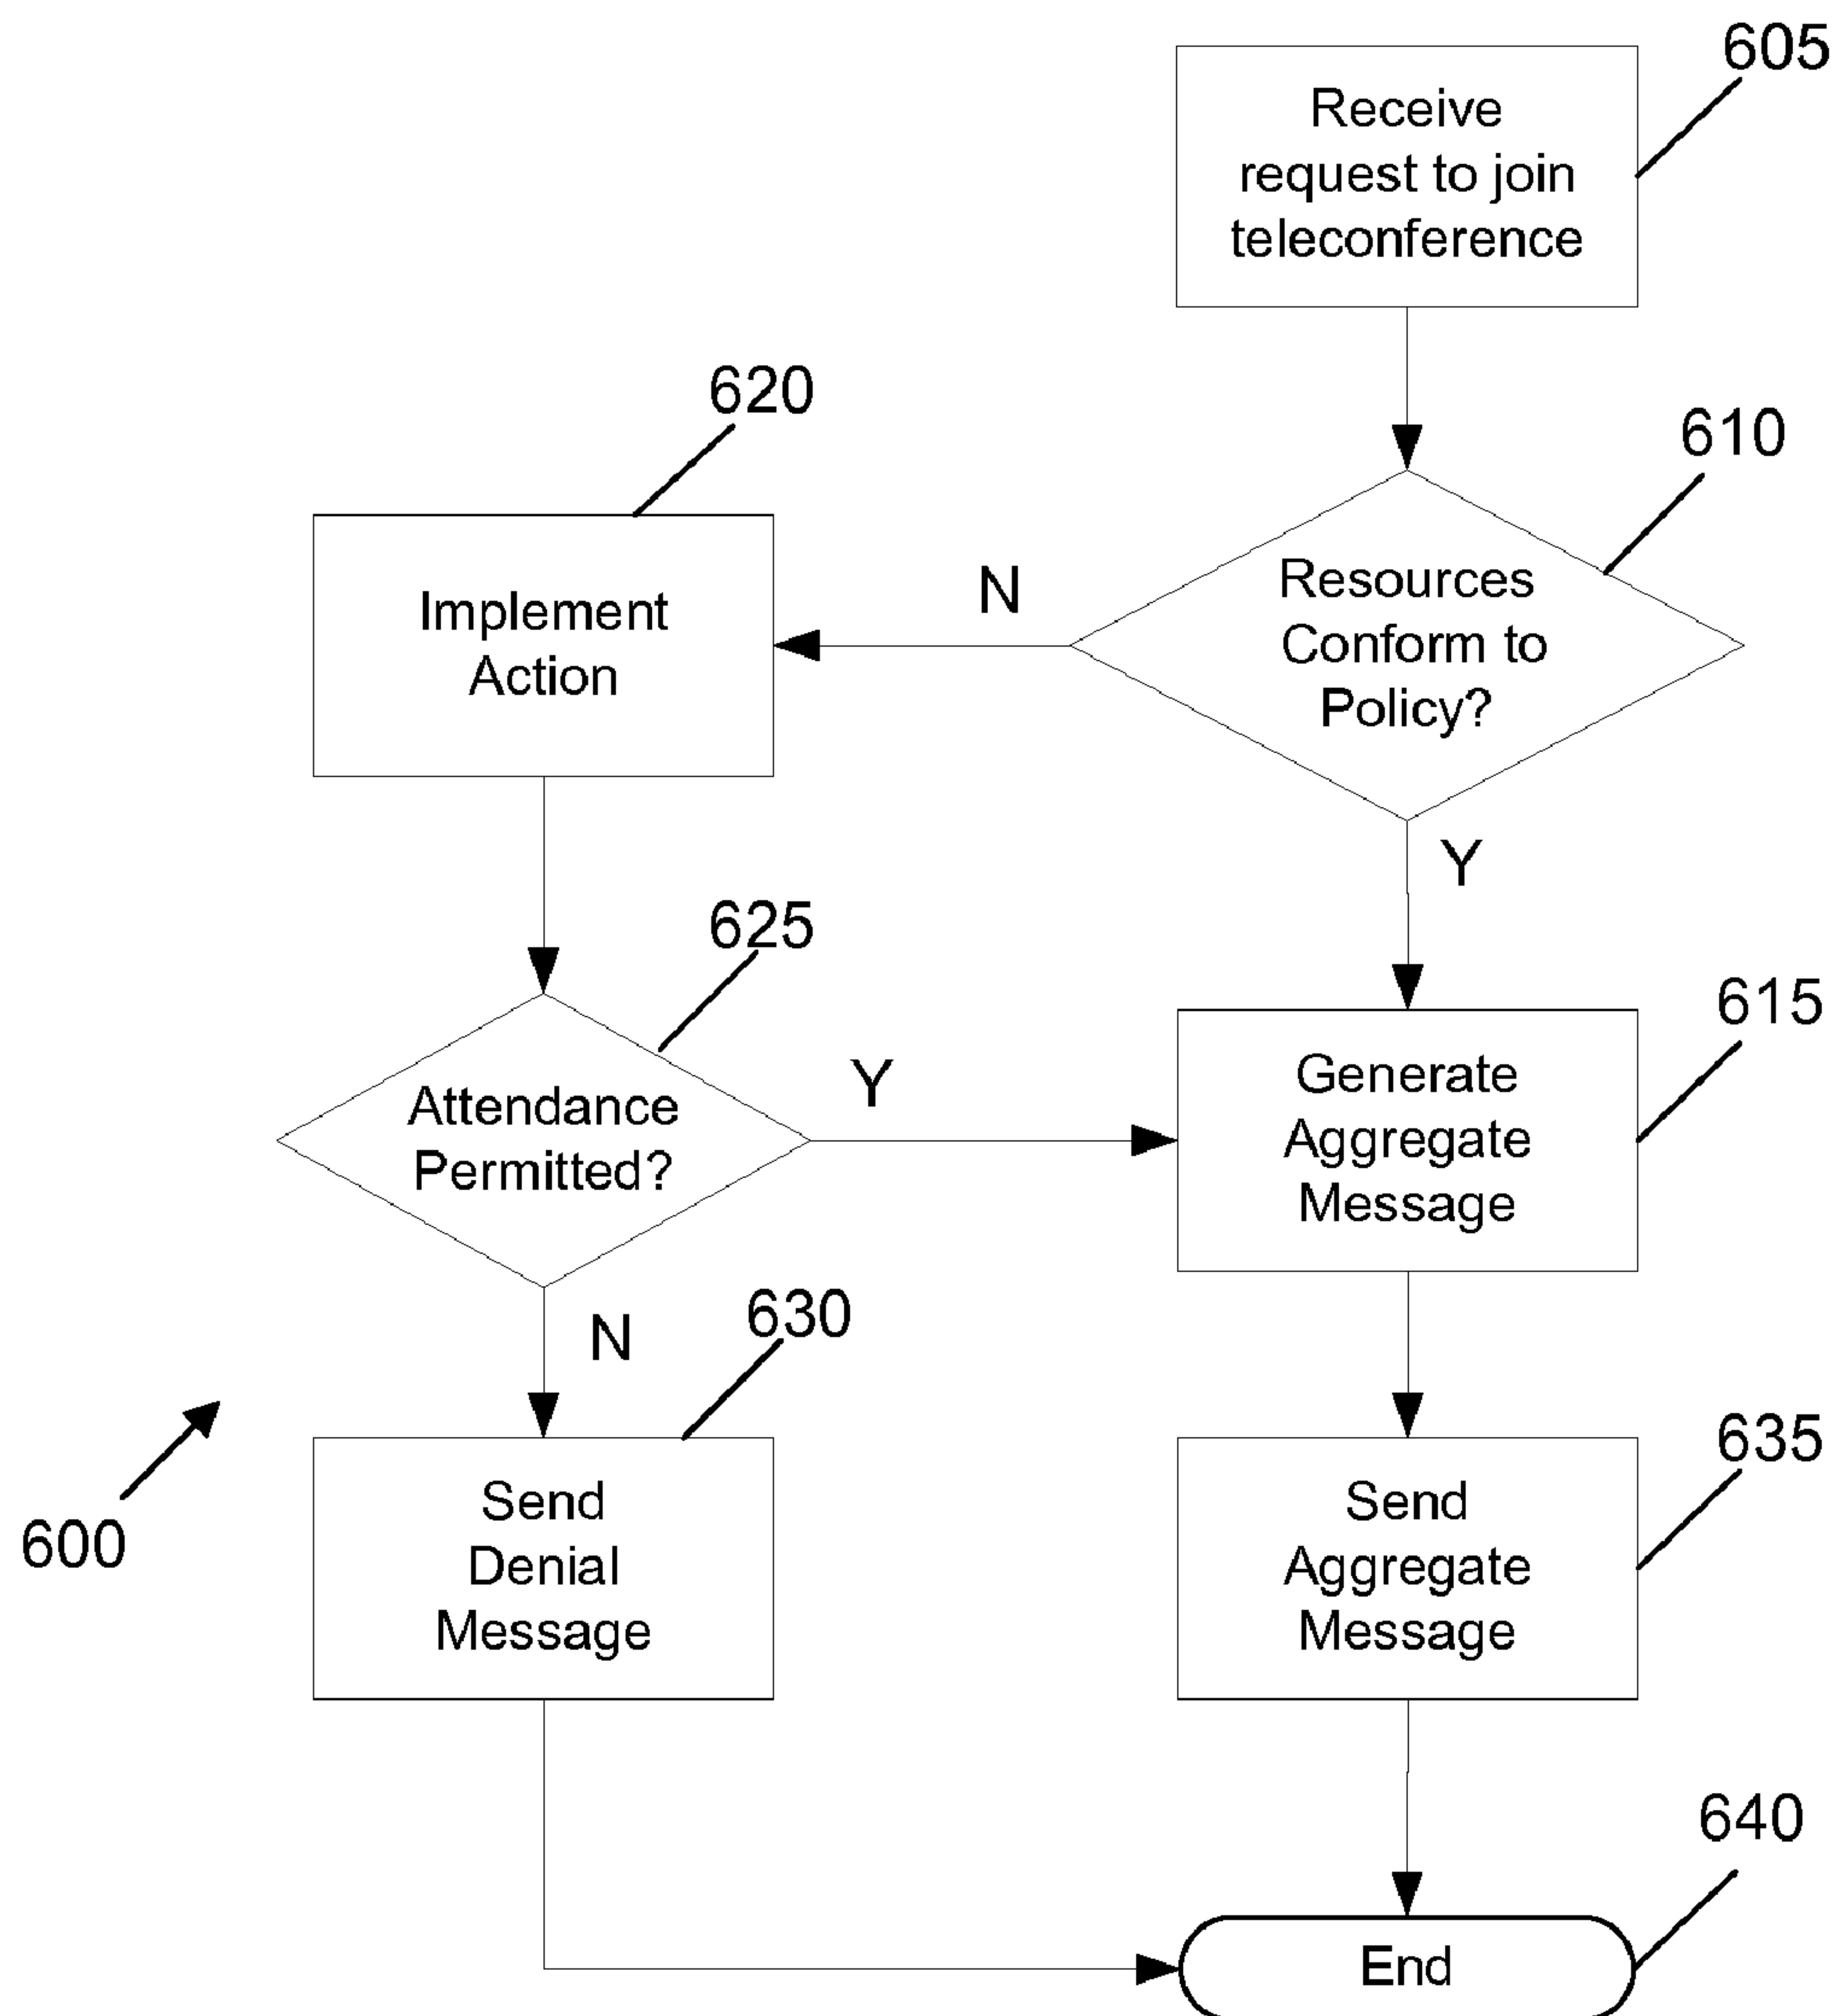 605
Receive
request to join
teleconference
620
610
Implement
Action
N
Resources
Conform to
Policy?
Y
625
615
Attendance
Permitted?
Y
Generate
Aggregate
Message
N
630
635
600
Send
Denial
Message
Send
Aggregate
Message
640
End